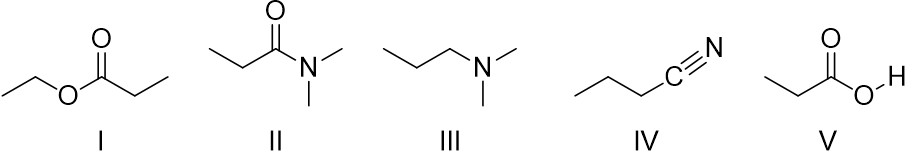 O O N O
O N N C O H
I II III IV V